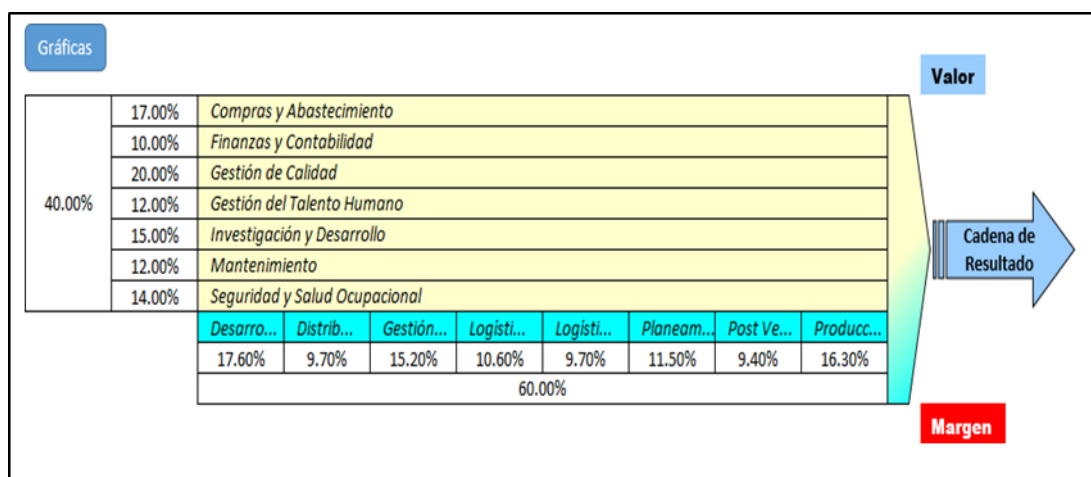 Gráficas
Valor
17.00% Compras y Abastecimiento
10.00% Finanzas y Contabilidad
20.00% Gestión de Calidad
40.00% 12.00% Gestión del Talento Humano
15.00% Investigación y Desarrollo
12.00% Mantenimiento
14.00% Seguridad y Salud Ocupacional
Cadena de
Resultado
Desarro... Distrib... Gestión... Logísti... Logísti... Planeam... Post Ve... Producc...
17.60% 9.70% 15.20% 10.60% 9.70% 11.50% 9.40% 16.30%
60.00%
Margen